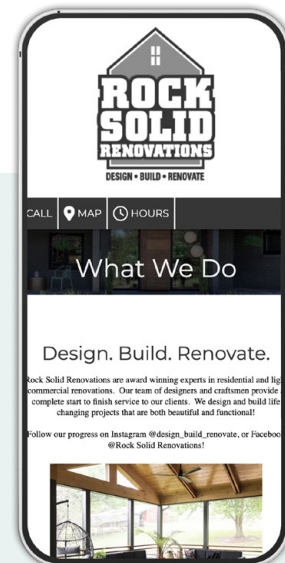 ROCK
SOLID
RENOVATIONS
DESIGN • BUILD • RENOVATE
CALL
MAP
HOURS
What We Do
Design. Build. Renovate.
Rock Solid Renovations are award winning experts in residential and lig
commercial renovations. Our team of designers and craftsmen provide
complete start to finish service to our clients. We design and build life
changing projects that are both beautiful and functional!
Follow our progress on Instagram @design_build_renovate, or Faceboo
@Rock Solid Renovations!